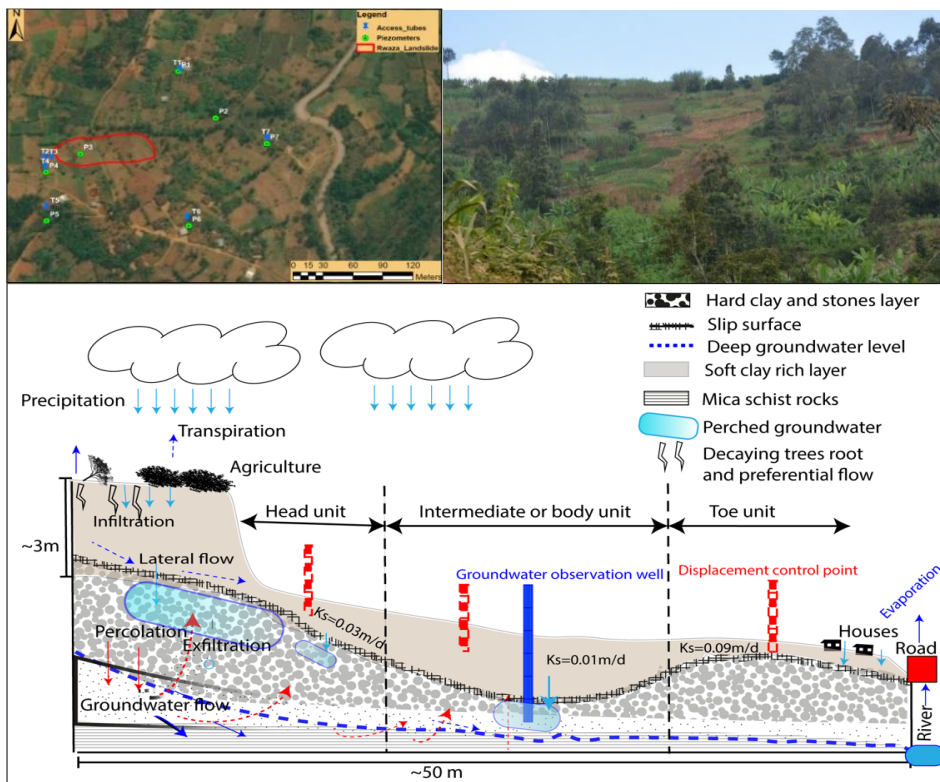 N
Legend
Access_tubes
Piezometers
Rwaza_Landslide
T1 P1
P2
T7
P7
T2 T3
P3
T4
P4
T5
P5
T6
P6
0 15 30 60 90 120
Meters
Hard clay and stones layer
Slip surface
Deep groundwater level
Soft clay rich layer
Mica schist rocks
Perched groundwater
Decaying trees root
and preferential flow
Precipitation
Transpiration
Agriculture
Infiltration
Head unit
Intermediate or body unit
Toe unit
~3m
Lateral flow
Groundwater observation well
Displacement control point
Evaporation
Ks=0.03m/d
Ks=0.01m/d
Ks=0.09m/d
Houses
Road
Percolation
Exfiltration
Groundwater flow
River
~50 m